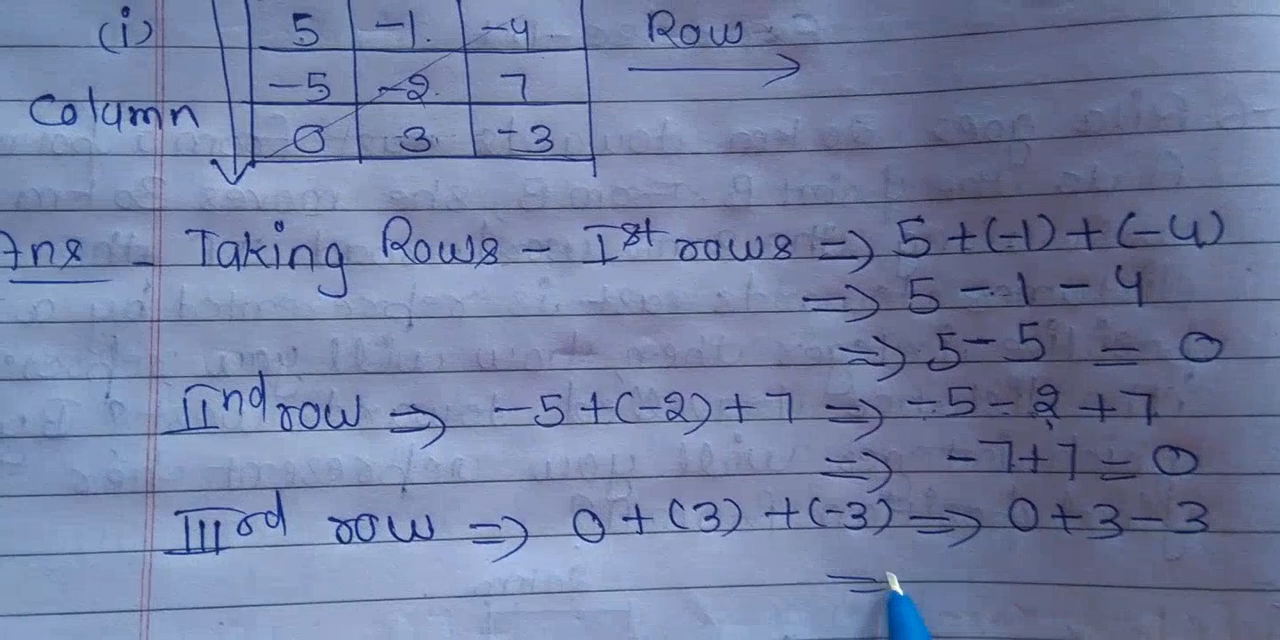 (i) 5 -1 -4 Row
-5 -2 7
Column
0 3 -3
Ans - Taking Rows - Ist rows => 5 + (-1) + (-4)
=> 5 - 1 - 4
=> 5 - 5 = 0
IInd row => -5 + (-2) + 7 => -5 - 2 + 7
=> -7 + 7 = 0
IIIrd row => 0 + (3) + (-3) => 0 + 3 - 3
=